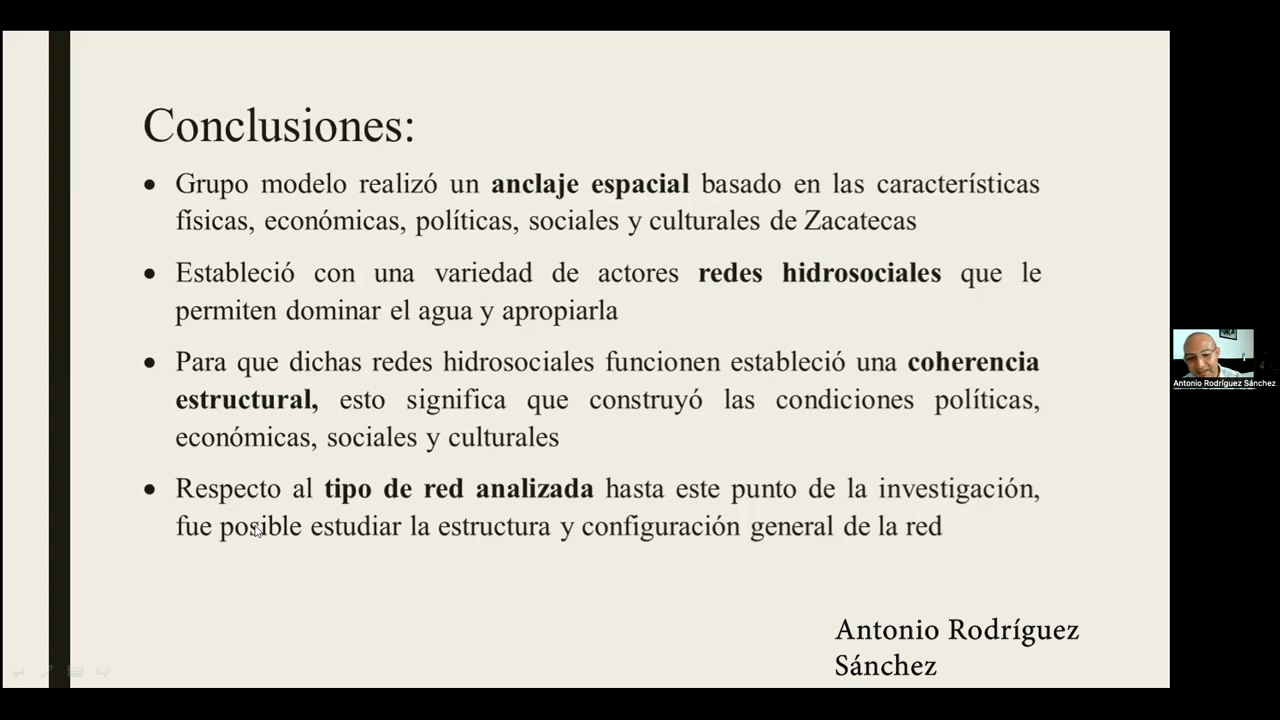 Conclusiones:
• Grupo modelo realizó un anclaje espacial basado en las características
físicas, económicas, políticas, sociales y culturales de Zacatecas
• Estableció con una variedad de actores redes hidrosociales que le
permiten dominar el agua y apropiarla
• Para que dichas redes hidrosociales funcionen estableció una coherencia
estructural, esto significa que construyó las condiciones políticas,
económicas, sociales y culturales
• Respecto al tipo de red analizada hasta este punto de la investigación,
fue posible estudiar la estructura y configuración general de la red
Antonio Rodríguez
Sánchez
Antonio Rodríguez Sánchez